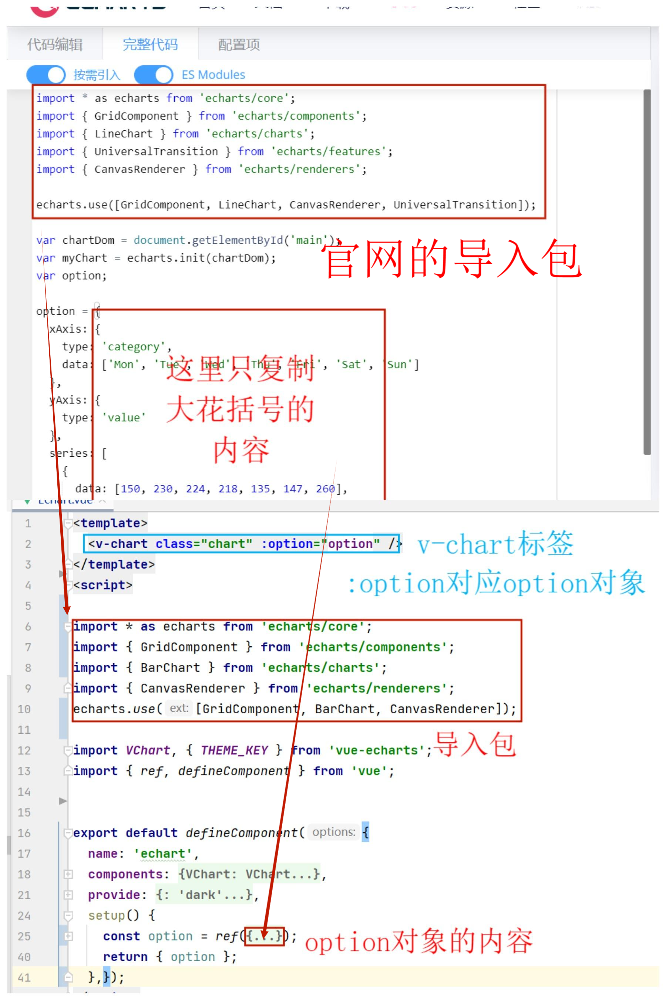 代码编辑 完整代码 配置项
按需引入 ES Modules
import * as echarts from 'echarts/core';
import { GridComponent } from 'echarts/components';
import { LineChart } from 'echarts/charts';
import { UniversalTransition } from 'echarts/features';
import { CanvasRenderer } from 'echarts/renderers';
echarts.use([GridComponent, LineChart, CanvasRenderer, UniversalTransition]);
var chartDom = document.getElementById('main');
var myChart = echarts.init(chartDom);
var option;
官网的导入包
option = {
xAxis: {
type: 'category',
data: ['Mon', 'Tue', 'Wed', 'Thu', 'Fri', 'Sat', 'Sun']
},
yAxis: {
type: 'value'
},
series: [
{
data: [150, 230, 224, 218, 135, 147, 260],
这里只复制
大花括号的
内容
Echart.vue
1 <template>
2 <v-chart class="chart" :option="option" />
3 </template>
4 <script>
5
6 import * as echarts from 'echarts/core';
7 import { GridComponent } from 'echarts/components';
8 import { BarChart } from 'echarts/charts';
9 import { CanvasRenderer } from 'echarts/renderers';
10 echarts.use( ext: [GridComponent, BarChart, CanvasRenderer]);
11
12 import VChart, { THEME_KEY } from 'vue-echarts';
13 import { ref, defineComponent } from 'vue';
14
15
16 export default defineComponent( options: {
17 name: 'echart',
18 components: {VChart: VChart...},
21 provide: {: 'dark'...},
24 setup() {
25 const option = ref({...});
40 return { option };
41 },});
v-chart标签
:option对应option对象
导入包
option对象的内容